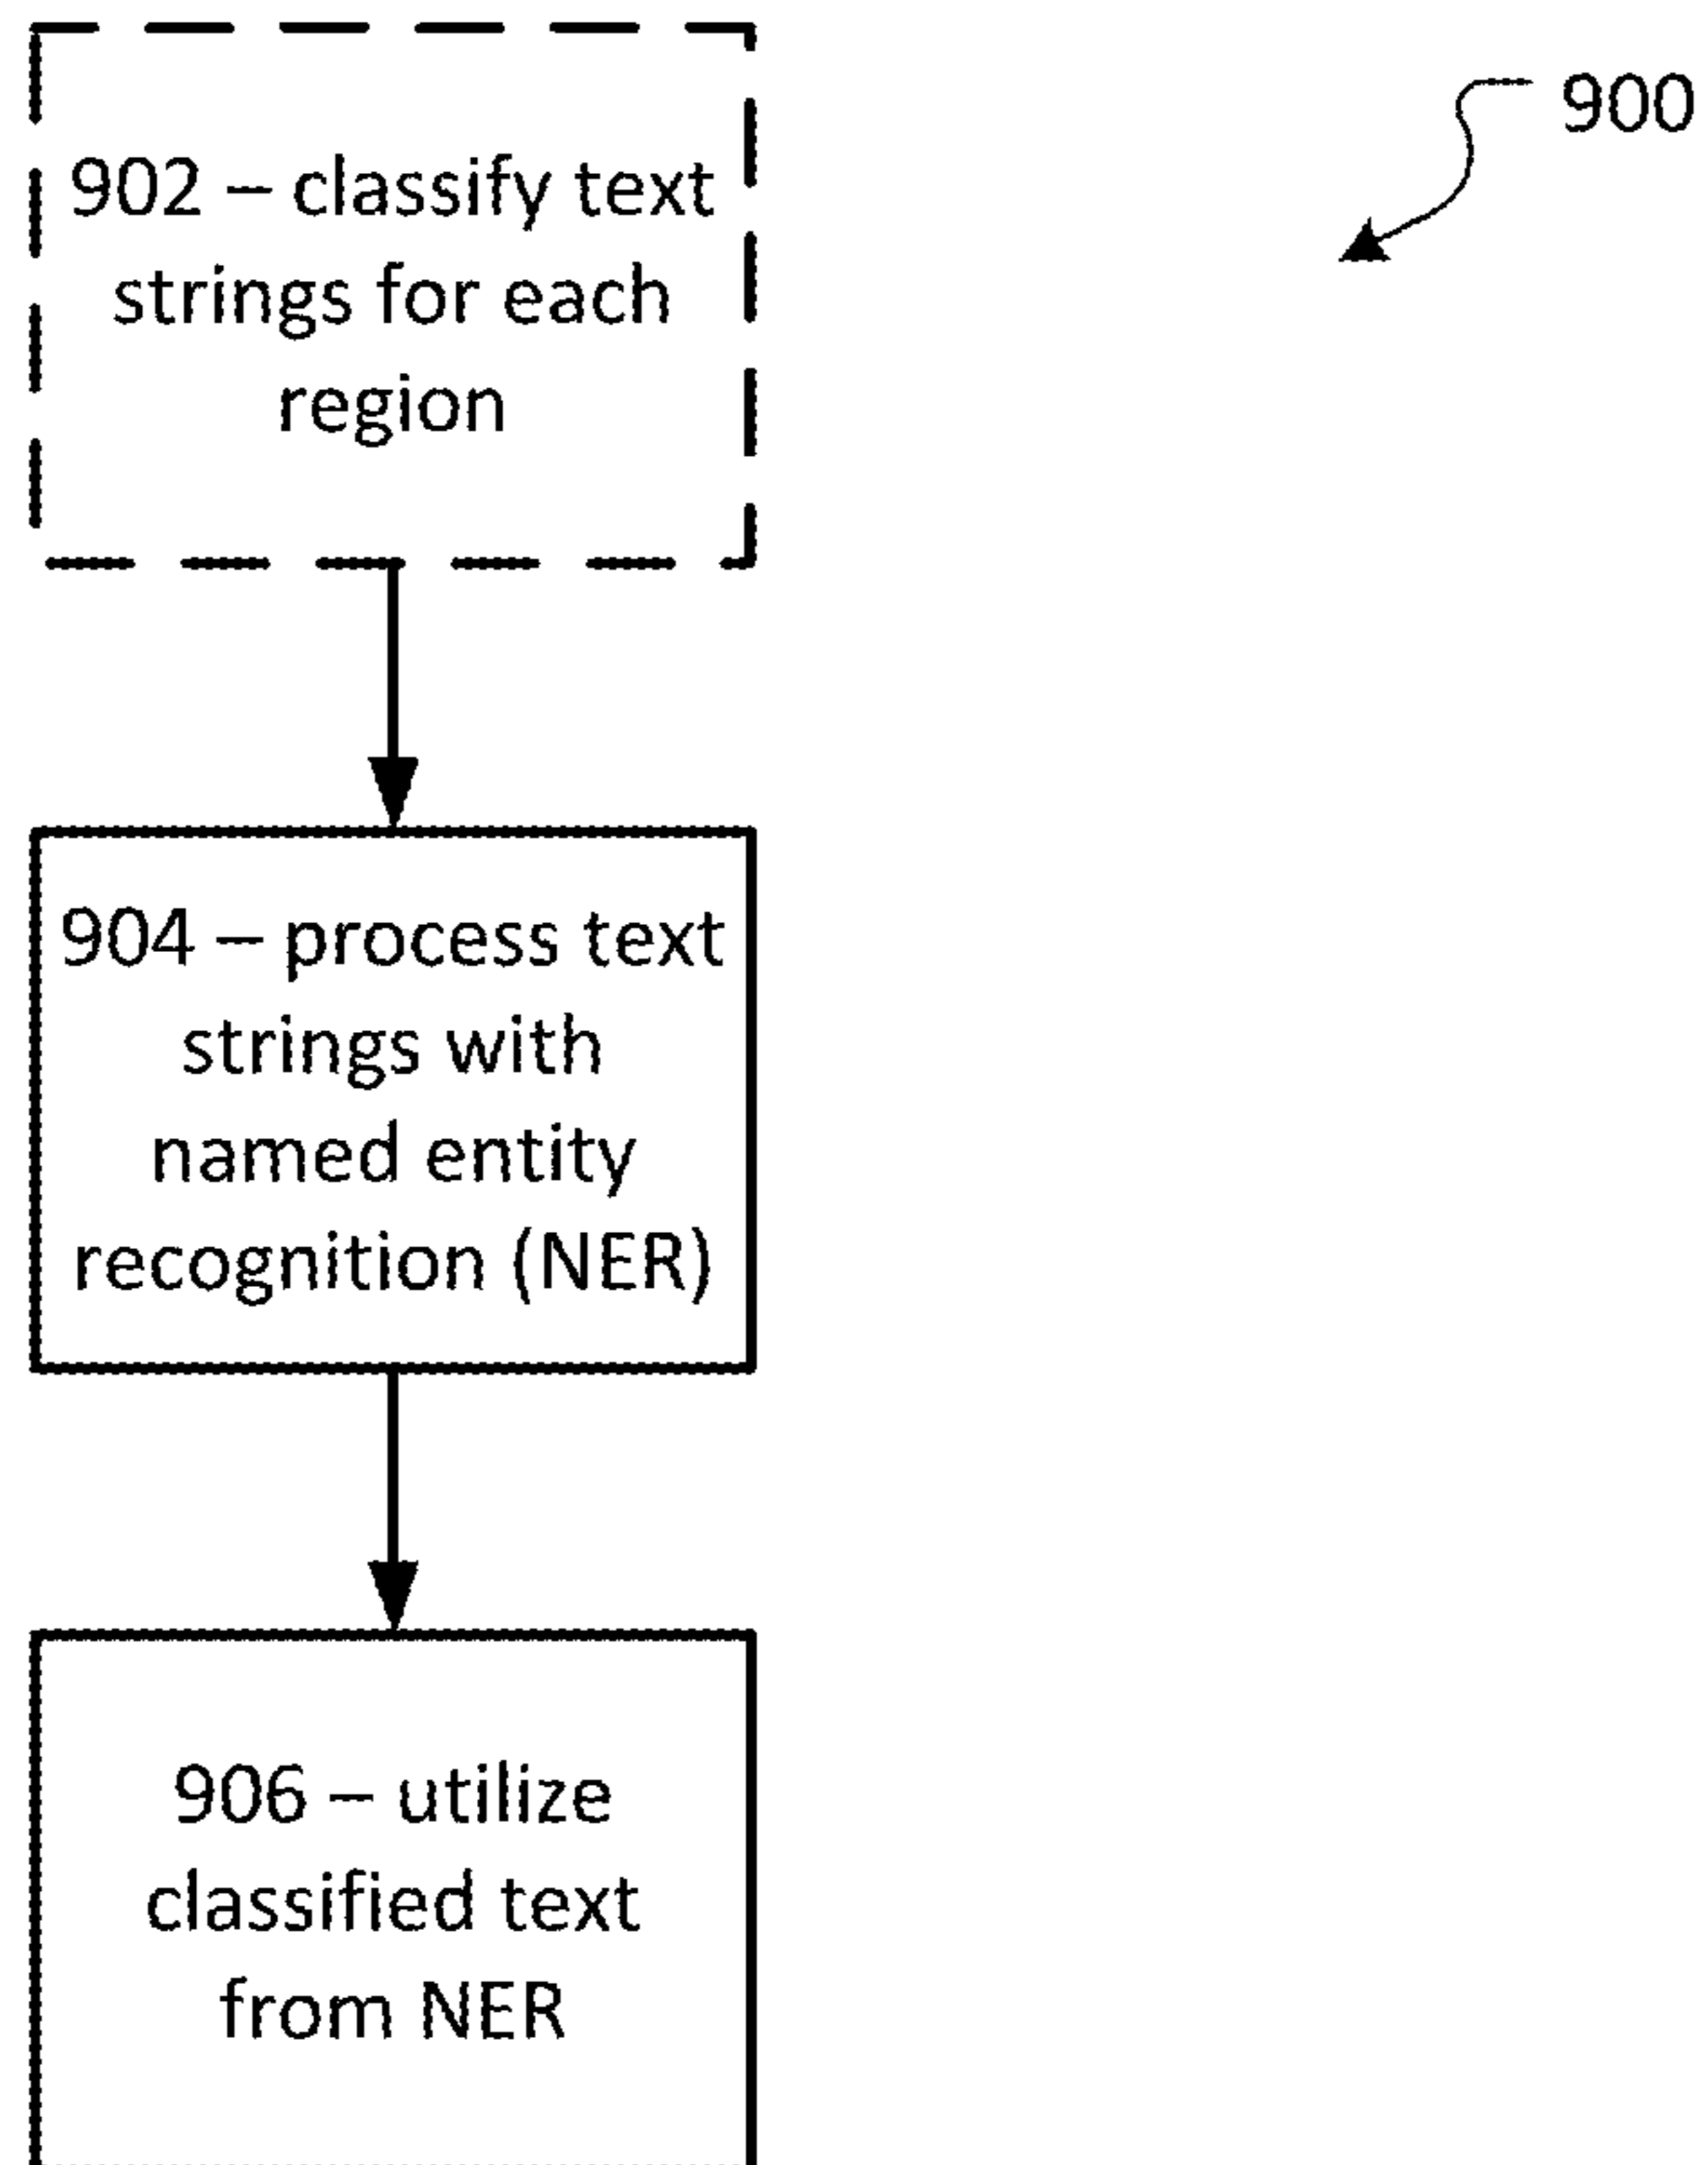 900
902 – classify text
strings for each
region
904 – process text
strings with
named entity
recognition (NER)
906 – utilize
classified text
from NER